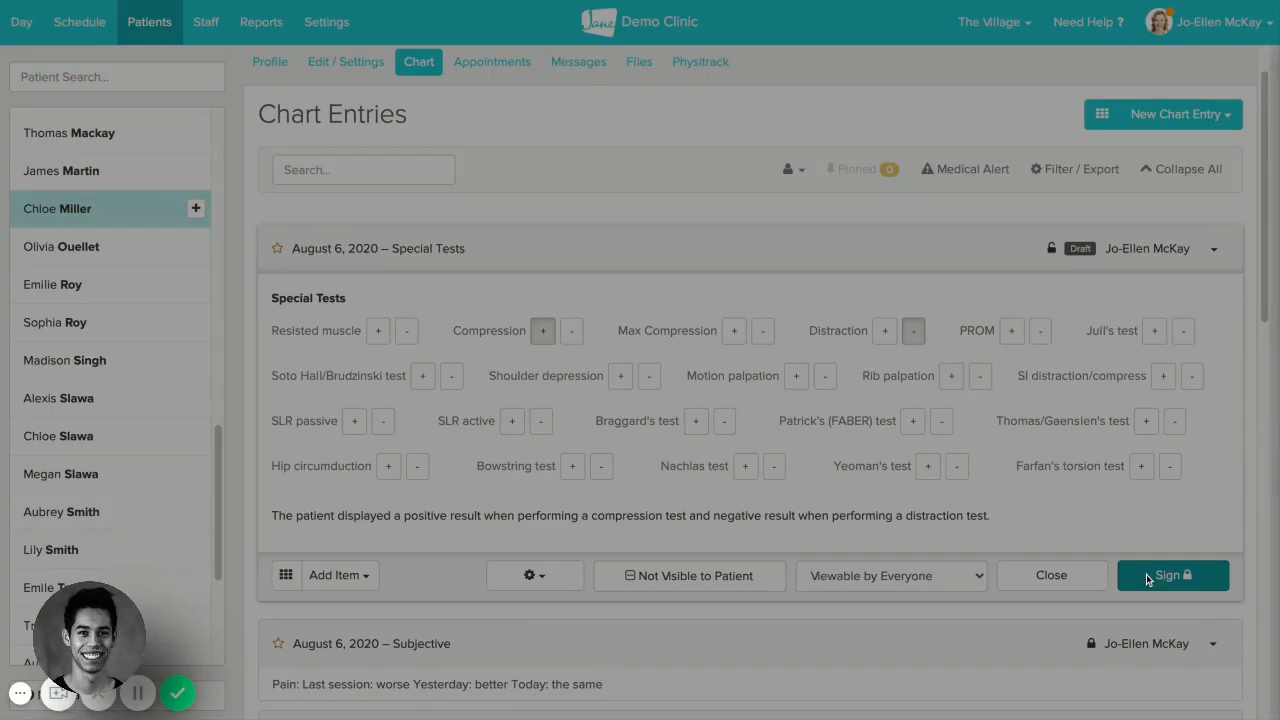 Day Schedule Patients Staff Reports Settings Jane Demo Clinic The Village Need Help ? Jo-Ellen McKay
Patient Search...
Thomas Mackay
James Martin
Chloe Miller +
Olivia Ouellet
Emilie Roy
Sophia Roy
Madison Singh
Alexis Slawa
Chloe Slawa
Megan Slawa
Aubrey Smith
Lily Smith
Emile
Profile Edit / Settings Chart Appointments Messages Files Physitrack
Chart Entries New Chart Entry
Search... Pinned 0 Medical Alert Filter / Export Collapse All
August 6, 2020 – Special Tests Draft Jo-Ellen McKay
Special Tests
Resisted muscle + - Compression + - Max Compression + - Distraction + - PROM + - Jull's test + -
Soto Hall/Brudzinski test + - Shoulder depression + - Motion palpation + - Rib palpation + - SI distraction/compress + -
SLR passive + - SLR active + - Braggard's test + - Patrick's (FABER) test + - Thomas/Gaenslen's test + -
Hip circumduction + - Bowstring test + - Nachlas test + - Yeoman's test + - Farfan's torsion test + -
The patient displayed a positive result when performing a compression test and negative result when performing a distraction test.
Add Item Not Visible to Patient Viewable by Everyone Close Sign
August 6, 2020 – Subjective Jo-Ellen McKay
Pain: Last session: worse Yesterday: better Today: the same